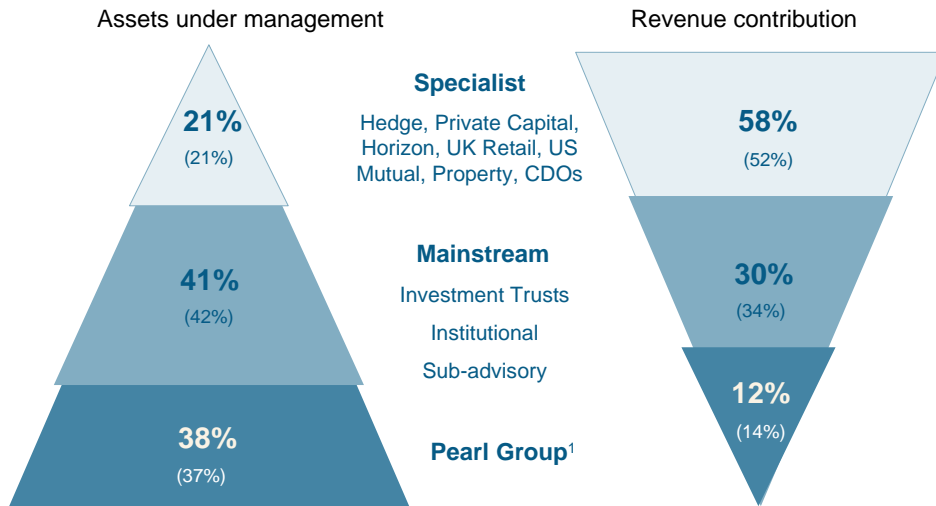 Assets under management
Revenue contribution
21%
(21%)
Specialist
Hedge, Private Capital,
Horizon, UK Retail, US
Mutual, Property, CDOs
58%
(52%)
41%
(42%)
Mainstream
Investment Trusts
Institutional
Sub-advisory
30%
(34%)
38%
(37%)
Pearl Group¹
12%
(14%)